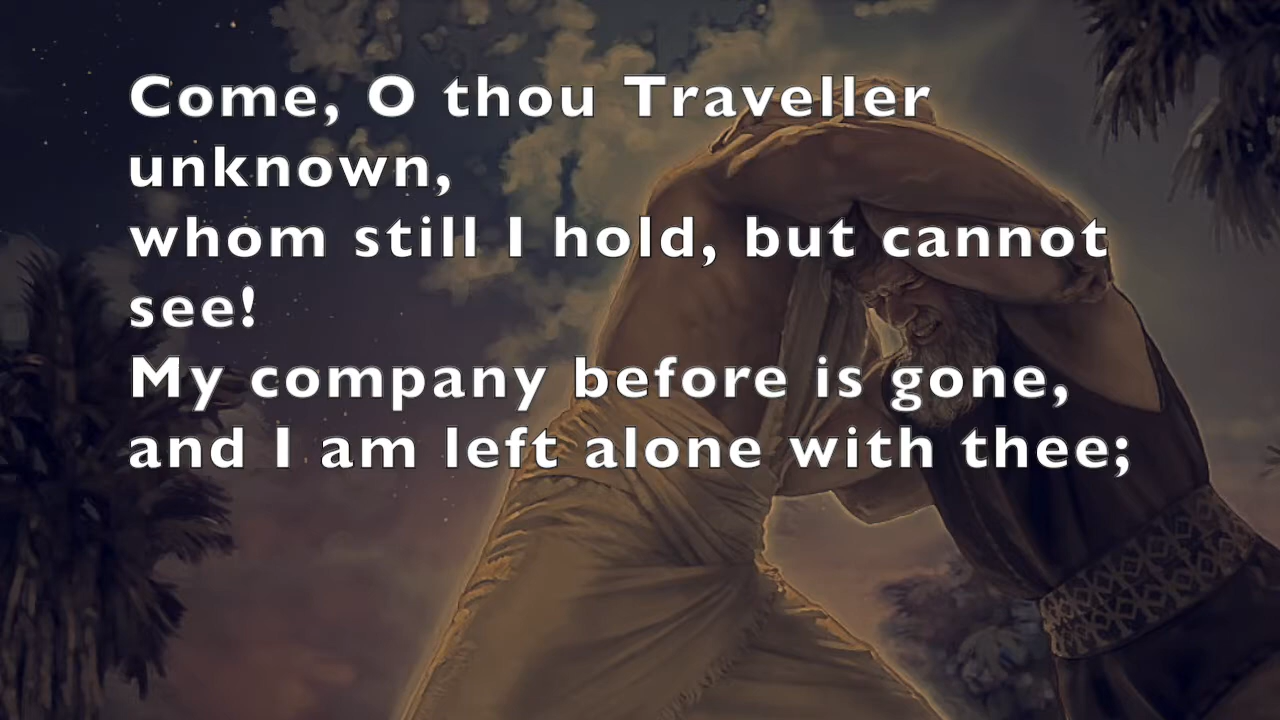 Come, O thou Traveller
unknown,
whom still I hold, but cannot
see!
My company before is gone,
and I am left alone with thee;